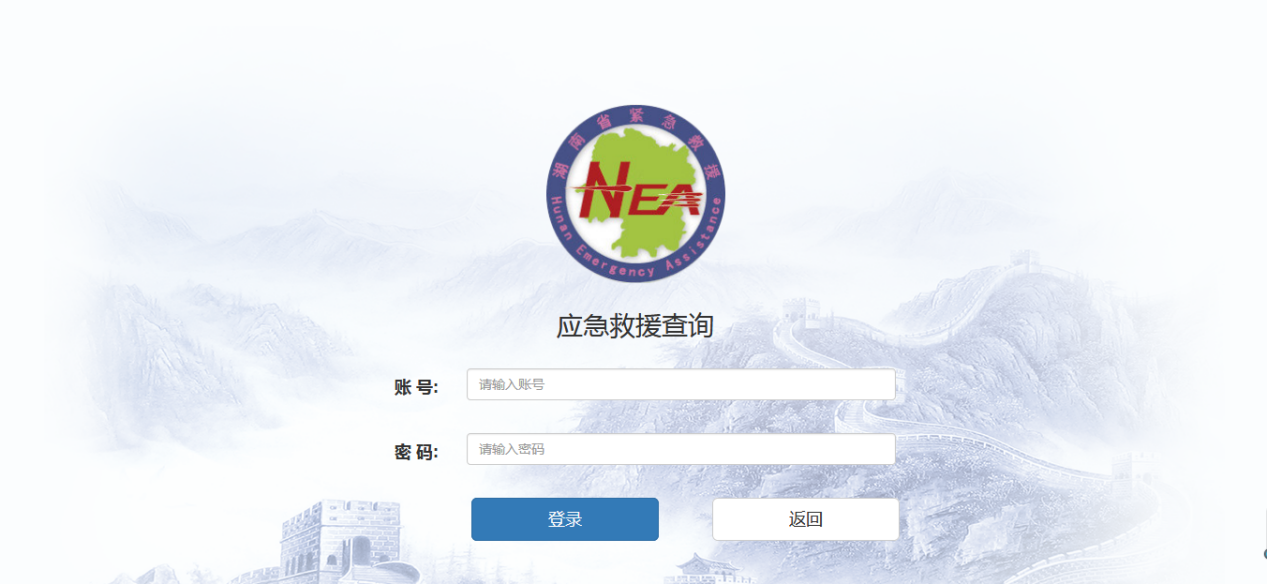 湖南省紧急救援
NEA
Hunan Emergency Assistance
应急救援查询
账 号:
请输入账号
密 码:
请输入密码
登录
返回